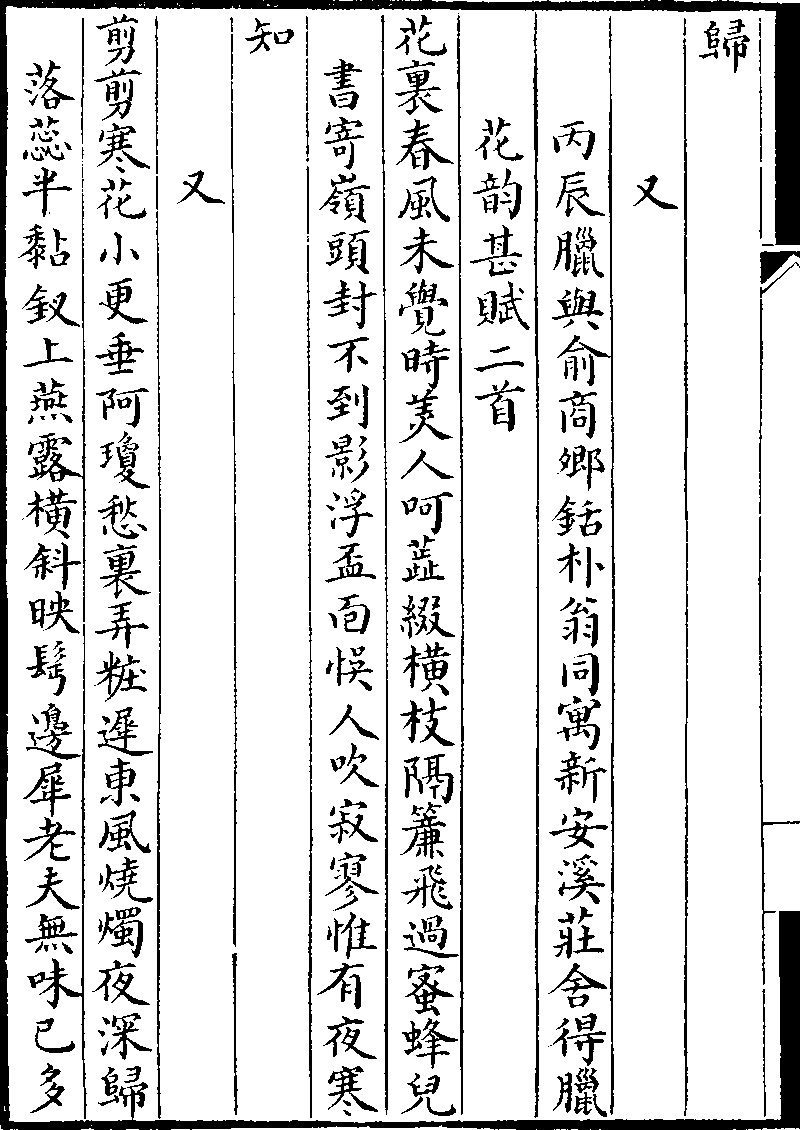 歸
又
丙辰臘與俞商卿銛朴翁同寓新安溪莊舍得臘
花韵甚賦二首
花裏春風未覺時美人呵蕋綴橫枝隔簾飛過蜜蜂兒
書寄嶺頭封不到影浮盃面悮人吹寂寥惟有夜寒
知
又
剪剪寒花小更垂阿瓊愁裏弄粧遲東風燒燭夜深歸
落蕊半黏釵上燕露橫斜映鬂邊犀老夫無味已多